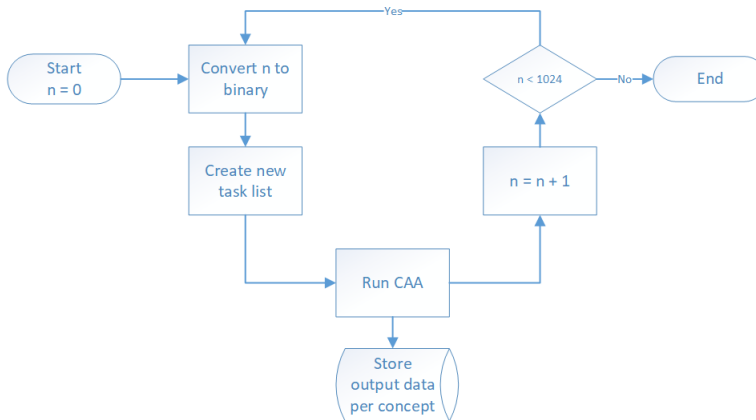 Yes
Start
n = 0
Convert n to
binary
n < 1024
No
End
Create new
task list
n = n + 1
Run CAA
Store
output data
per concept